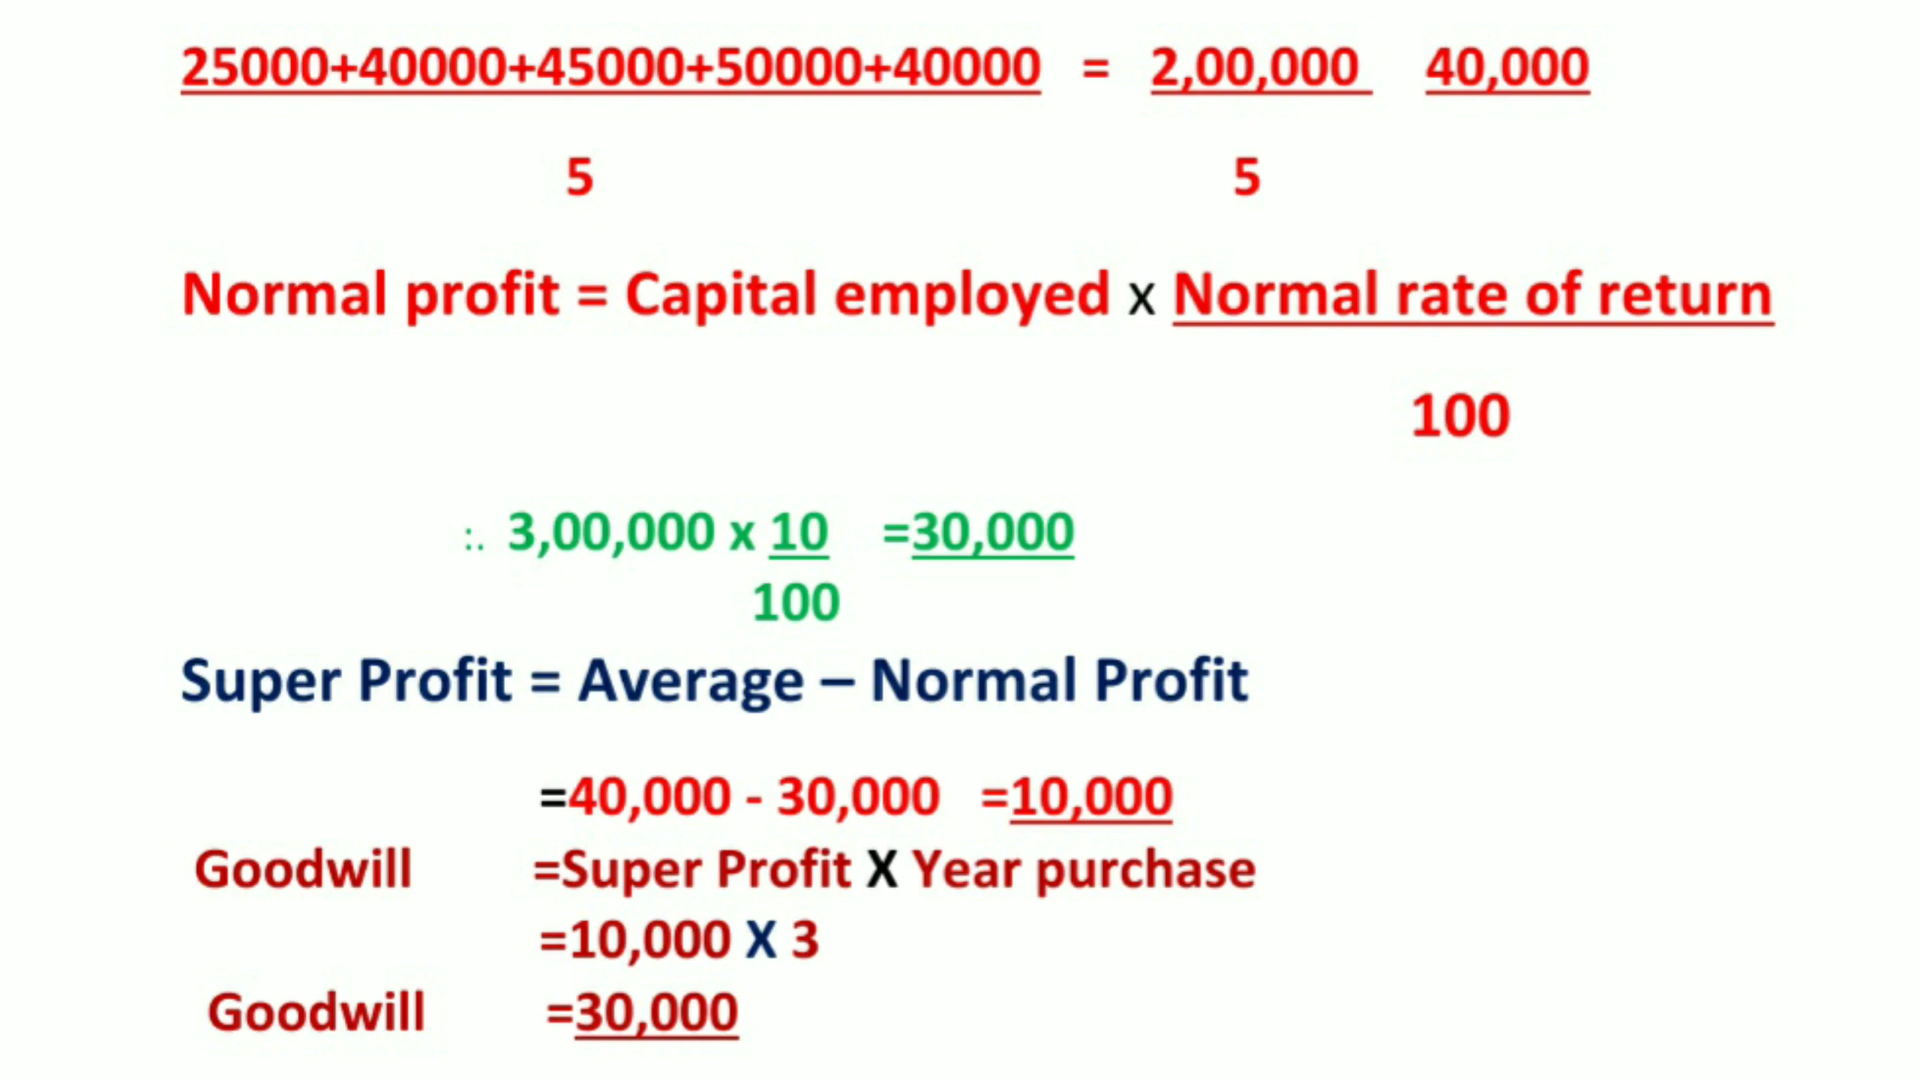 25000+40000+45000+50000+40000 = 2,00,000 40,000
5 5
Normal profit = Capital employed x Normal rate of return
100
:. 3,00,000 x 10 =30,000
100
Super Profit = Average – Normal Profit
=40,000 - 30,000 =10,000
Goodwill =Super Profit X Year purchase
=10,000 X 3
Goodwill =30,000